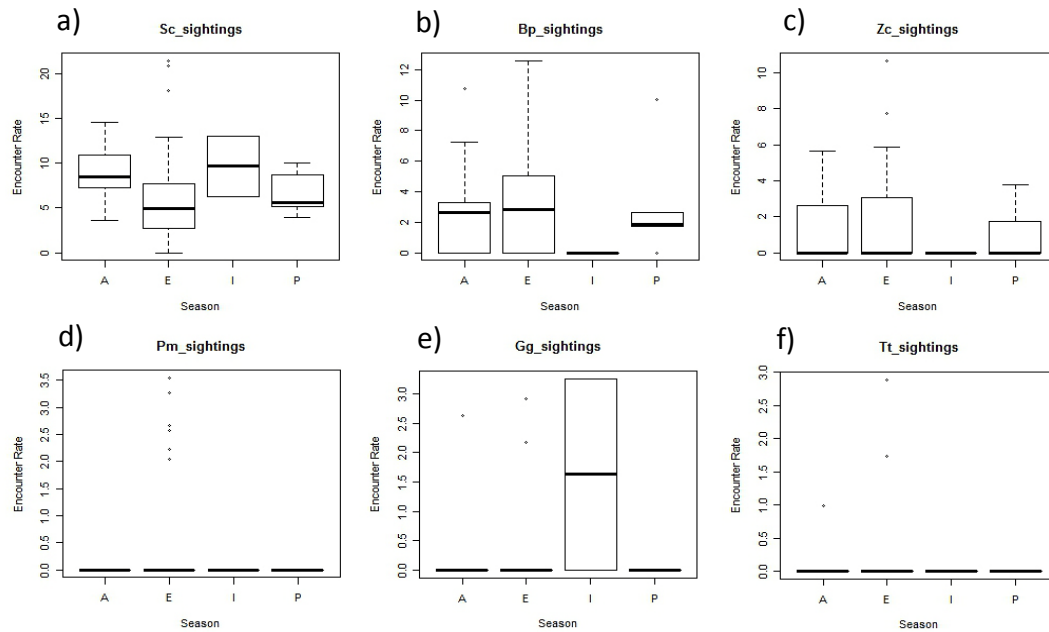 a)
Sc_sightings
Encounter Rate
20
15
10
5
0
A E I P
Season
b)
Bp_sightings
Encounter Rate
12
10
8
6
4
2
0
A E I P
Season
c)
Zc_sightings
Encounter Rate
10
8
6
4
2
0
A E I P
Season
d)
Pm_sightings
Encounter Rate
3.5
3.0
2.5
2.0
1.5
1.0
0.5
0.0
A E I P
Season
e)
Gg_sightings
Encounter Rate
3.0
2.5
2.0
1.5
1.0
0.5
0.0
A E I P
Season
f)
Tt_sightings
Encounter Rate
3.0
2.5
2.0
1.5
1.0
0.5
0.0
A E I P
Season